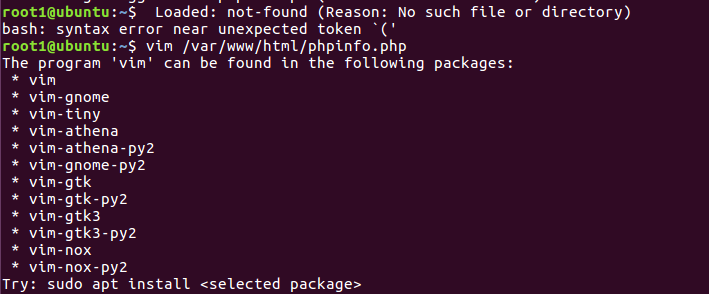 root1@ubuntu:~$  Loaded: not-found (Reason: No such file or directory)
bash: syntax error near unexpected token `('
root1@ubuntu:~$ vim /var/www/html/phpinfo.php
The program 'vim' can be found in the following packages:
 * vim
 * vim-gnome
 * vim-tiny
 * vim-athena
 * vim-athena-py2
 * vim-gnome-py2
 * vim-gtk
 * vim-gtk-py2
 * vim-gtk3
 * vim-gtk3-py2
 * vim-nox
 * vim-nox-py2
Try: sudo apt install <selected package>